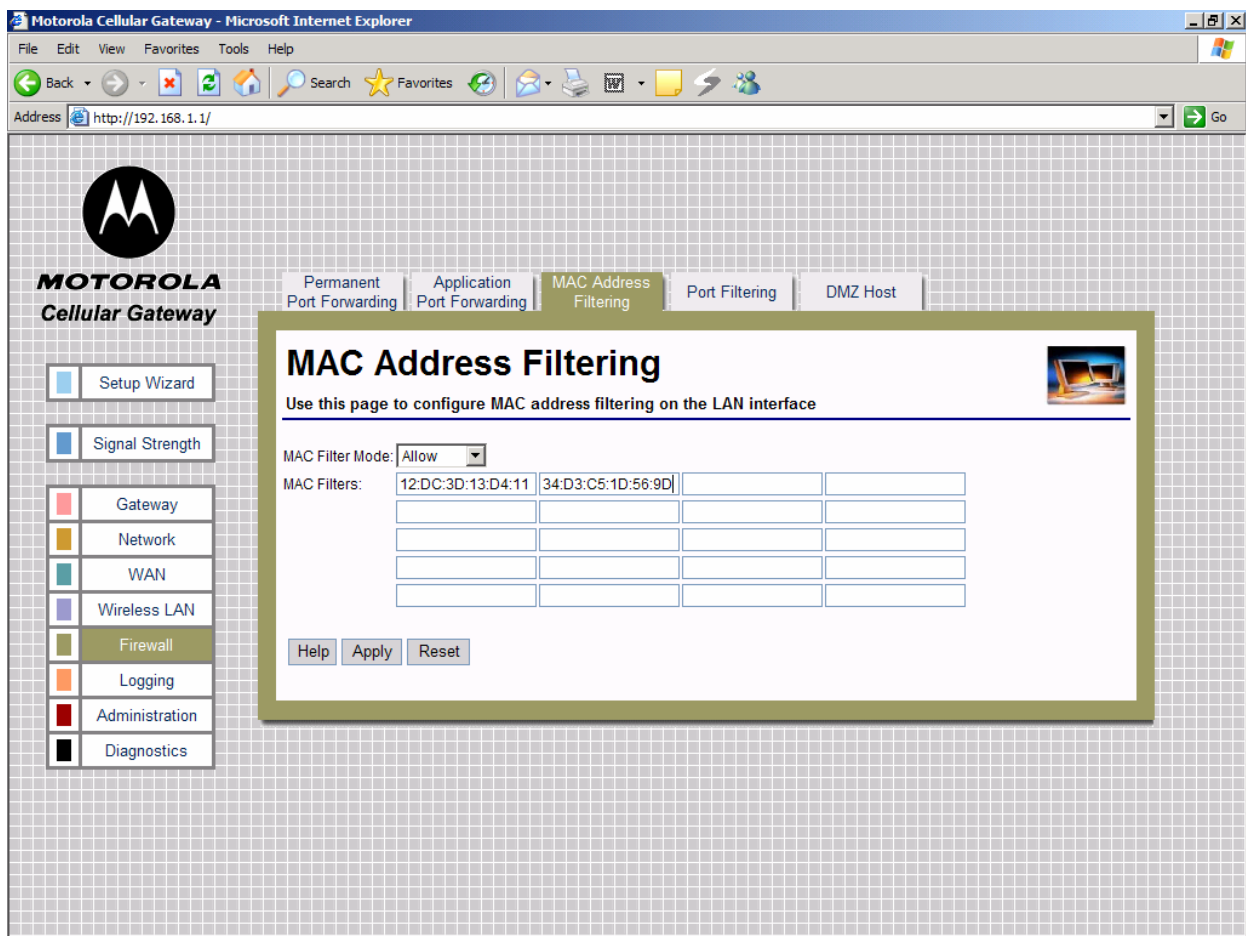 Motorola Cellular Gateway - Microsoft Internet Explorer
File Edit View Favorites Tools Help
Back Search Favorites
Address http://192.168.1.1/ Go
MOTOROLA
Cellular Gateway
Permanent Port Forwarding
Application Port Forwarding
MAC Address Filtering
Port Filtering
DMZ Host
Setup Wizard
Signal Strength
Gateway
Network
WAN
Wireless LAN
Firewall
Logging
Administration
Diagnostics
MAC Address Filtering
Use this page to configure MAC address filtering on the LAN interface
MAC Filter Mode: Allow
MAC Filters: 12:DC:3D:13:D4:11 34:D3:C5:1D:56:9D
Help Apply Reset